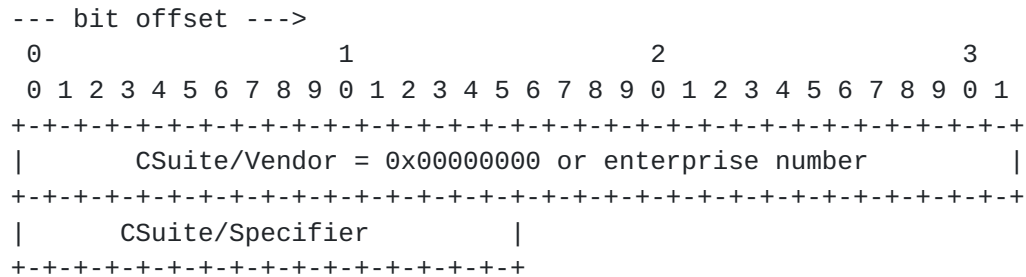 --- bit offset --->
 0                   1                   2                   3
 0 1 2 3 4 5 6 7 8 9 0 1 2 3 4 5 6 7 8 9 0 1 2 3 4 5 6 7 8 9 0 1
+-+-+-+-+-+-+-+-+-+-+-+-+-+-+-+-+-+-+-+-+-+-+-+-+-+-+-+-+-+-+-+-+
|       CSuite/Vendor = 0x00000000 or enterprise number         |
+-+-+-+-+-+-+-+-+-+-+-+-+-+-+-+-+-+-+-+-+-+-+-+-+-+-+-+-+-+-+-+-+
|      CSuite/Specifier         |
+-+-+-+-+-+-+-+-+-+-+-+-+-+-+-+-+